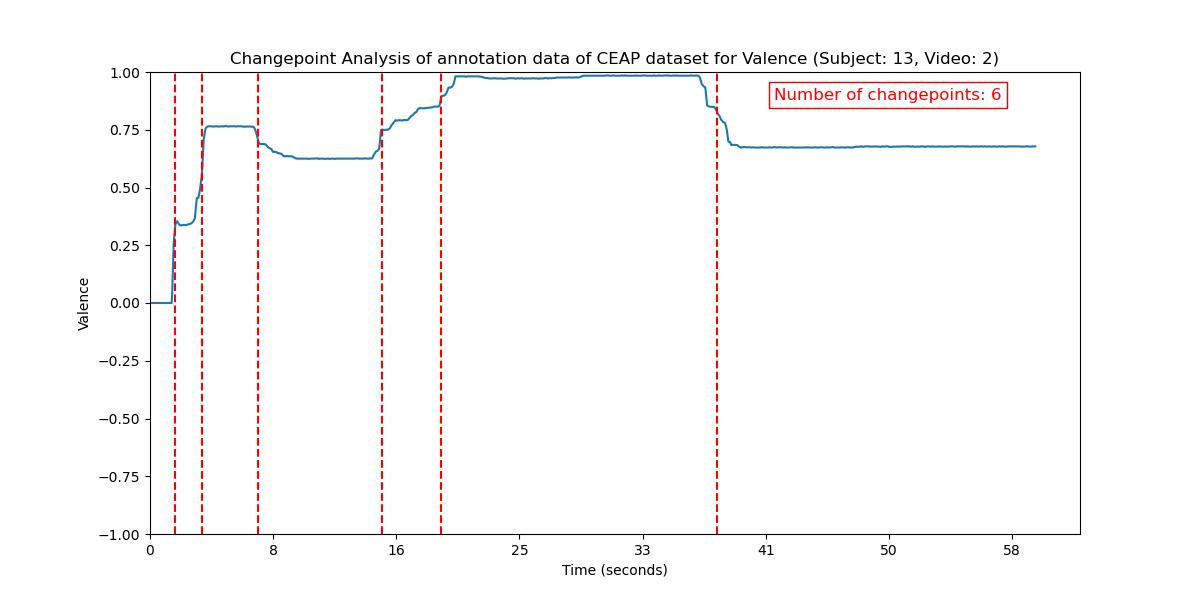 Changepoint Analysis of annotation data of CEAP dataset for Valence (Subject: 13, Video: 2)
Number of changepoints: 6
Valence
1.00
0.75
0.50
0.25
0.00
−0.25
−0.50
−0.75
−1.00
0 8 16 25 33 41 50 58
Time (seconds)